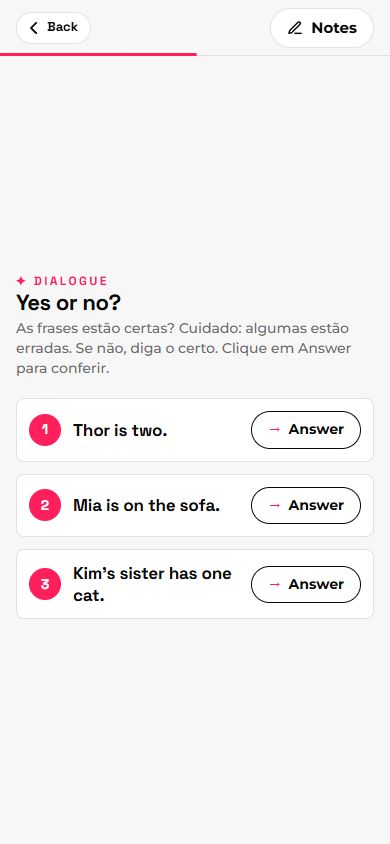 Back
Notes
DIALOGUE
Yes or no?
As frases estão certas? Cuidado: algumas estão
erradas. Se não, diga o certo. Clique em Answer
para conferir.
1 Thor is two. → Answer
2 Mia is on the sofa. → Answer
3 Kim's sister has one
cat. → Answer